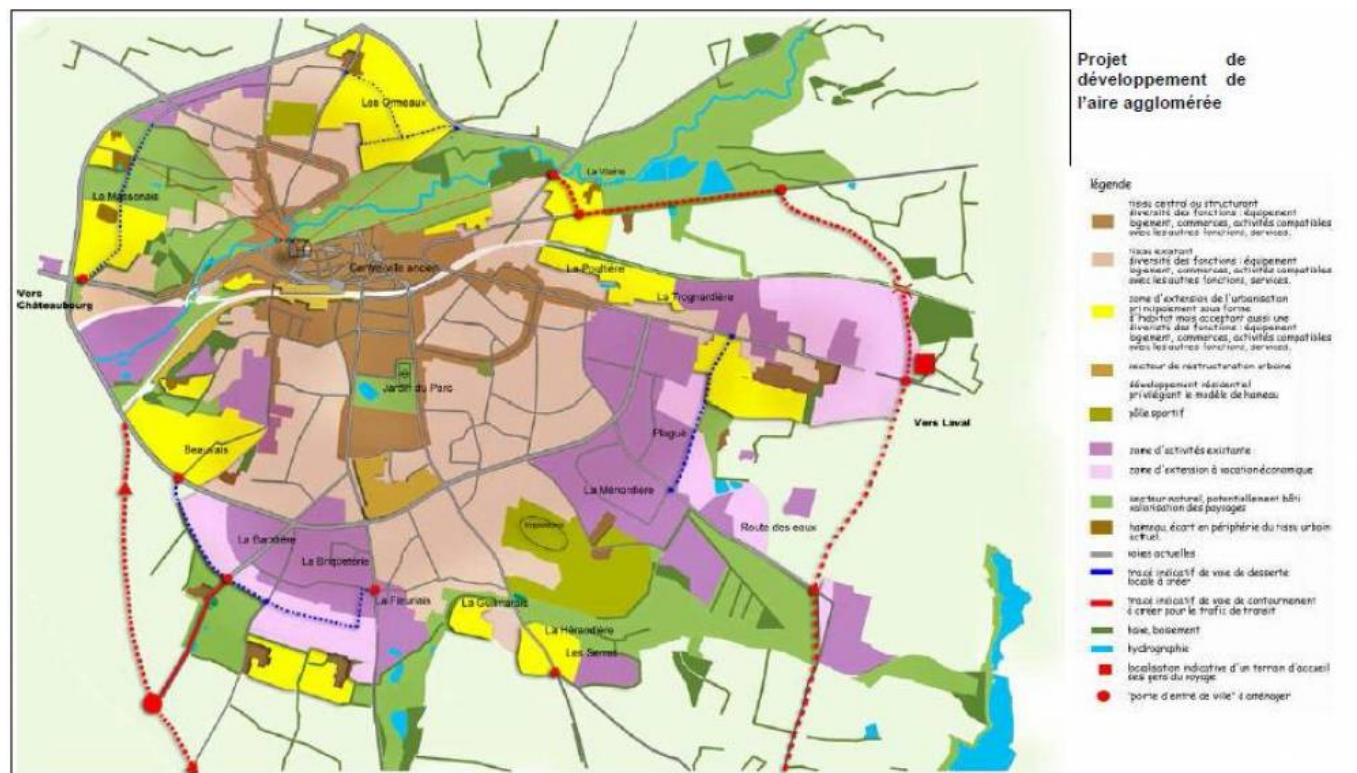 Projet de
développement de
l'aire agglomérée
Les Ormeaux
La Massonais
La Vilaine
Centre-ville ancien
La Poultière
La Trognardière
Vers
Châteaubourg
Jardin du Parc
Vers Laval
Beauvais
Plagué
La Ménardière
Route des eaux
La Baratière
La Briqueterie
La Fleuriais
La Guilmarais
La Hérandière
Les Serres
légende
tissu central ou structurant
diversité des fonctions : équipement
logement, commerces, activités compatibles
avec les autres fonctions, services.
tissu existant
diversité des fonctions : équipement
logement, commerces, activités compatibles
avec les autres fonctions, services.
zone d'extension de l'urbanisation
principalement sous forme
d'habitat mais acceptant aussi une
diversité des fonctions : équipement
logement, commerces, activités compatibles
avec les autres fonctions, services.
secteur de restructuration urbaine
développement résidentiel
privilégiant le modèle de hameau
pôle sportif
zone d'activités existante
zone d'extension à vocation économique
secteur naturel, potentiellement bâti
valorisation des paysages
hameau, écart en périphérie du tissu urbain
actuel
voies actuelles
tracé indicatif de voie de desserte
locale à créer
tracé indicatif de voie de contournement
à créer pour le trafic de transit
haie, boisement
hydrographie
localisation indicative d'un terrain d'accueil
des gens du voyage
"porte d'entré de ville" à aménager